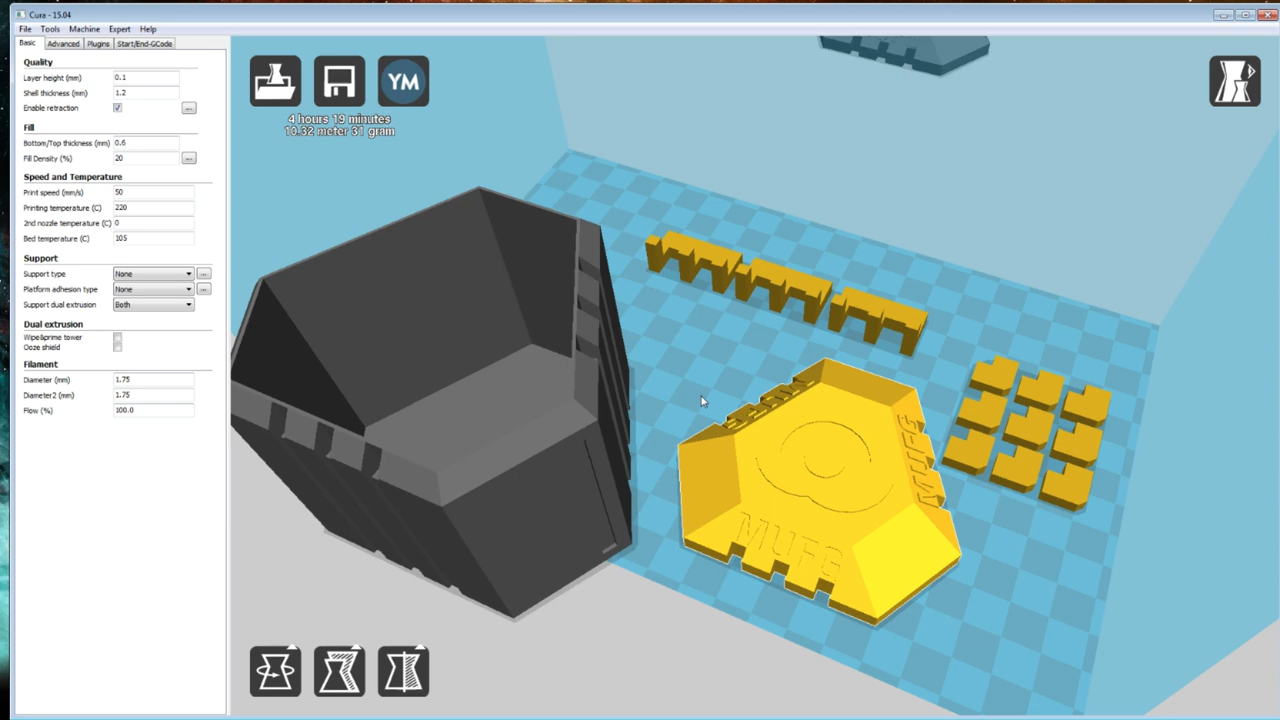 Cura - 15.04
File Tools Machine Expert Help
Basic Advanced Plugins Start/End-GCode
Quality
Layer height (mm) 0.1
Shell thickness (mm) 1.2
Enable retraction ...
Fill
Bottom/Top thickness (mm) 0.6
Fill Density (%) 20 ...
Speed and Temperature
Print speed (mm/s) 50
Printing temperature (C) 220
2nd nozzle temperature (C) 0
Bed temperature (C) 105
Support
Support type None ...
Platform adhesion type None ...
Support dual extrusion Both
Dual extrusion
Wipe&prime tower
Ooze shield
Filament
Diameter (mm) 1.75
Diameter2 (mm) 1.75
Flow (%) 100.0
YM
4 hours 19 minutes
10.32 meter 31 gram
MUFS
MUFS